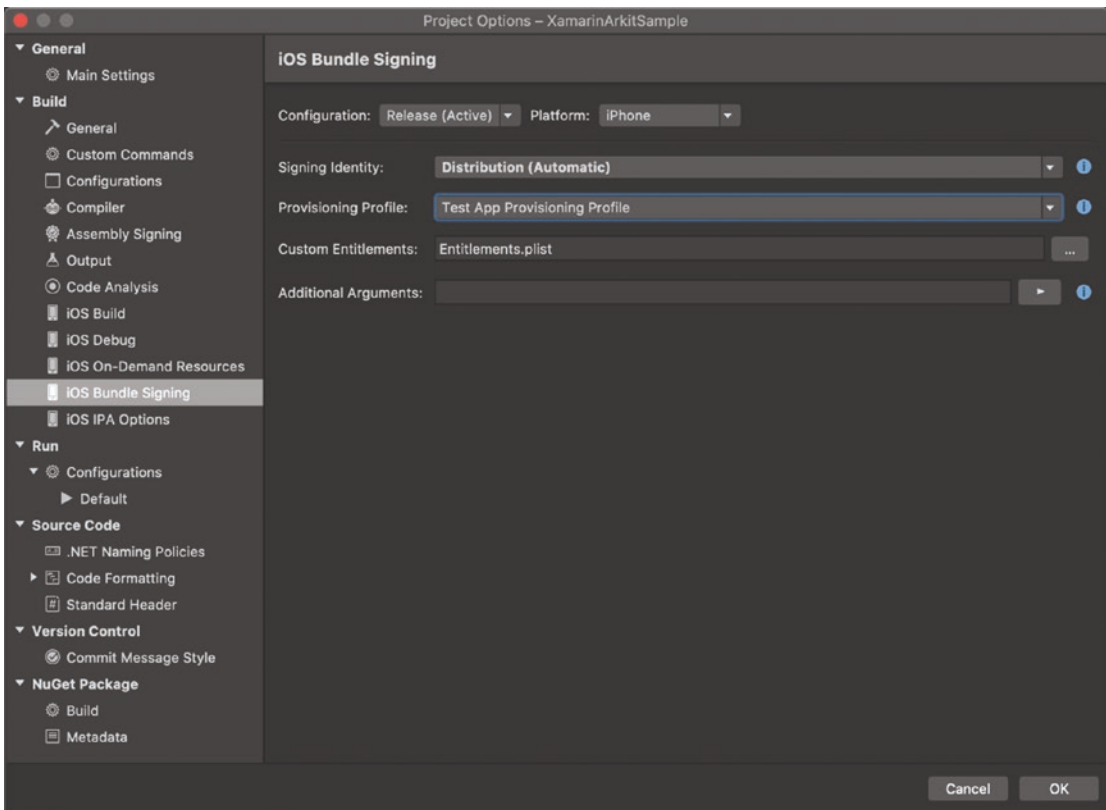 Project Options – XamarinArkitSample
General
Main Settings
Build
General
Custom Commands
Configurations
Compiler
Assembly Signing
Output
Code Analysis
iOS Build
iOS Debug
iOS On-Demand Resources
iOS Bundle Signing
iOS IPA Options
Run
Configurations
Default
Source Code
.NET Naming Policies
Code Formatting
Standard Header
Version Control
Commit Message Style
NuGet Package
Build
Metadata
iOS Bundle Signing
Configuration: Release (Active) Platform: iPhone
Signing Identity: Distribution (Automatic)
Provisioning Profile: Test App Provisioning Profile
Custom Entitlements: Entitlements.plist ...
Additional Arguments:
Cancel OK